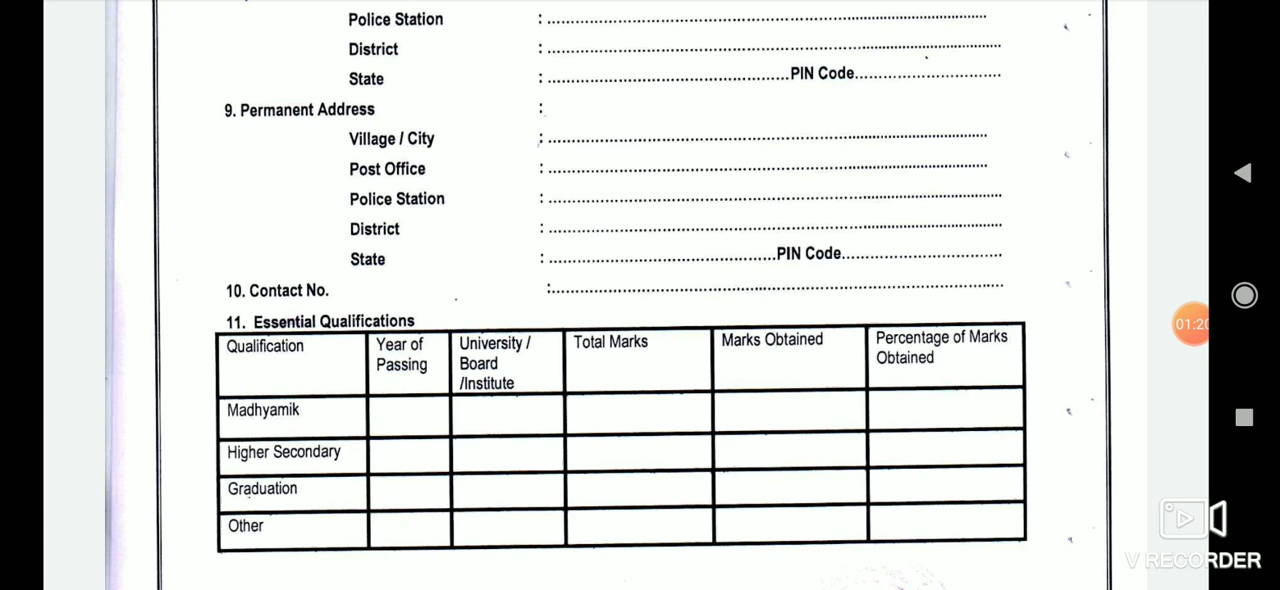 Police Station : ........................................
District : ........................................
State : ........................................PIN Code........................
9. Permanent Address :
Village / City : ........................................
Post Office : ........................................
Police Station : ........................................
District : ........................................
State : ........................................PIN Code........................
10. Contact No. :........................................
11. Essential Qualifications
Qualification Year of Passing University / Board /Institute Total Marks Marks Obtained Percentage of Marks Obtained
Madhyamik
Higher Secondary
Graduation
Other
01:20
V RECORDER